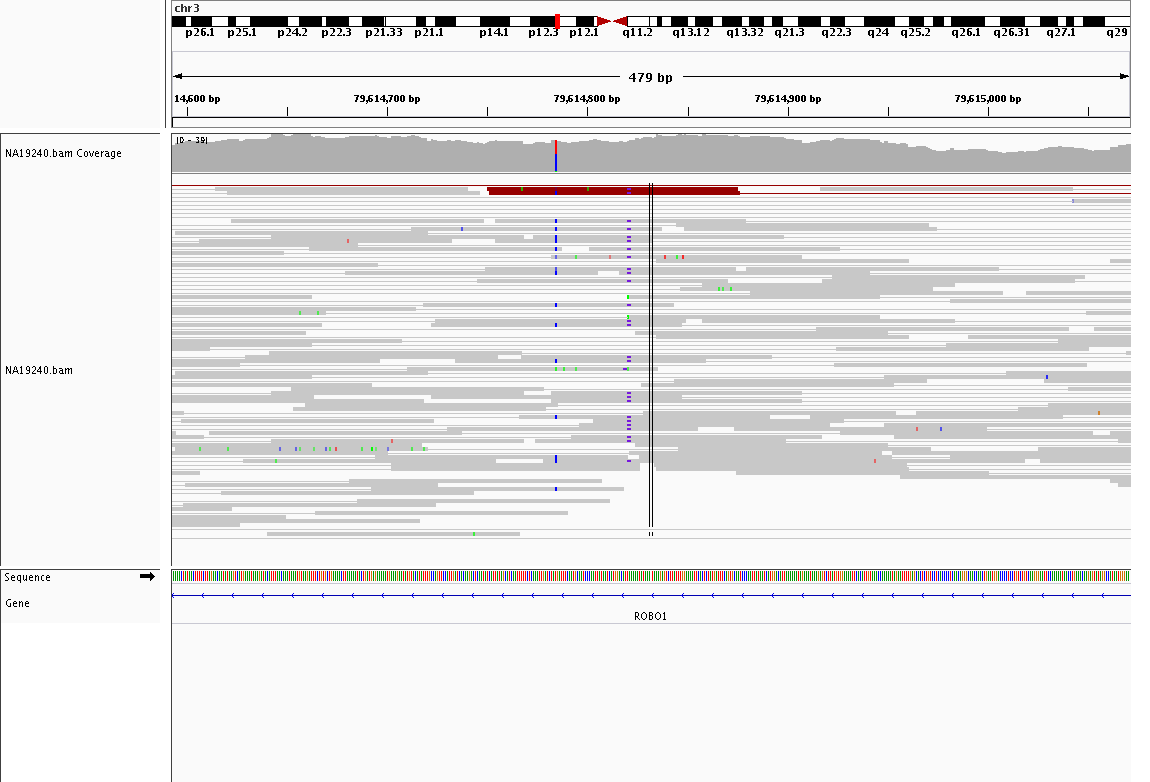 chr3
p26.1 p25.1 p24.2 p22.3 p21.33 p21.1 p14.1 p12.3 p12.1 q11.2 q13.12 q13.32 q21.3 q22.3 q24 q25.2 q26.1 q26.31 q27.1 q29
479 bp
14,600 bp 79,614,700 bp 79,614,800 bp 79,614,900 bp 79,615,000 bp
NA19240.bam Coverage
[0 - 39]
NA19240.bam
Sequence
Gene
ROBO1